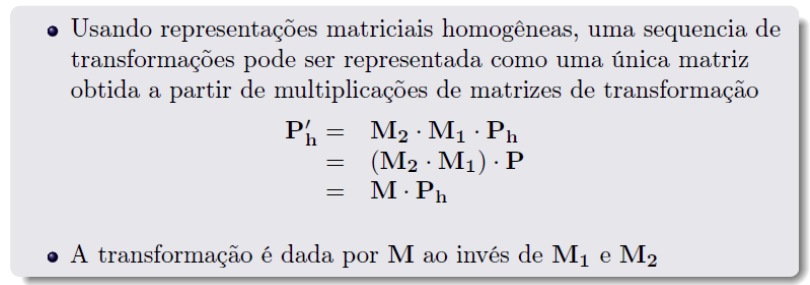 • Usando representações matriciais homogêneas, uma sequencia de
transformações pode ser representada como uma única matriz
obtida a partir de multiplicações de matrizes de transformação
P′h = M2 · M1 · Ph
= (M2 · M1) · P
= M · Ph
• A transformação é dada por M ao invés de M1 e M2